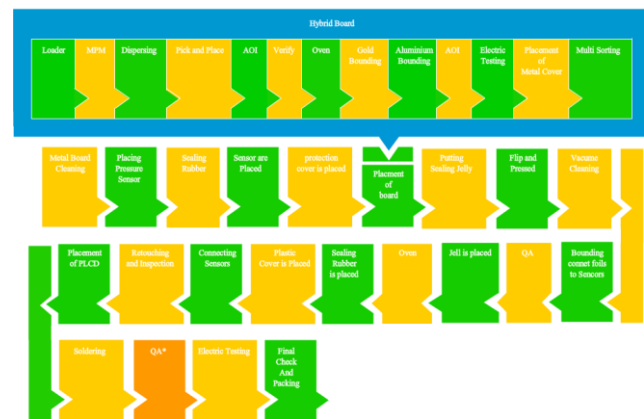 Hybrid Board
Loader
MPM
Dispersing
Pick and Place
AOI
Verify
Oven
Gold
Bounding
Aluminium
Bounding
AOI
Electric
Testing
Placement
of
Metal Cover
Multi Sorting
Metal Board
Cleaning
Placing
Pressure
Sensor
Sealing
Rubber
Sensor are
Placed
protection
cover is placed
Placment
of
board
Putting
Sealing Jelly
Flip and
Pressed
Vacume
Cleaning
Placement
of PLCD
Retouching
and Inspection
Connecting
Sensors
Plastic
Cover is Placed
Sealing
Rubber
is placed
Oven
Jell is placed
QA
Bounding
connet foils
to Sencors
Soldering
QA*
Electric Testing
Final
Check
And
Packing